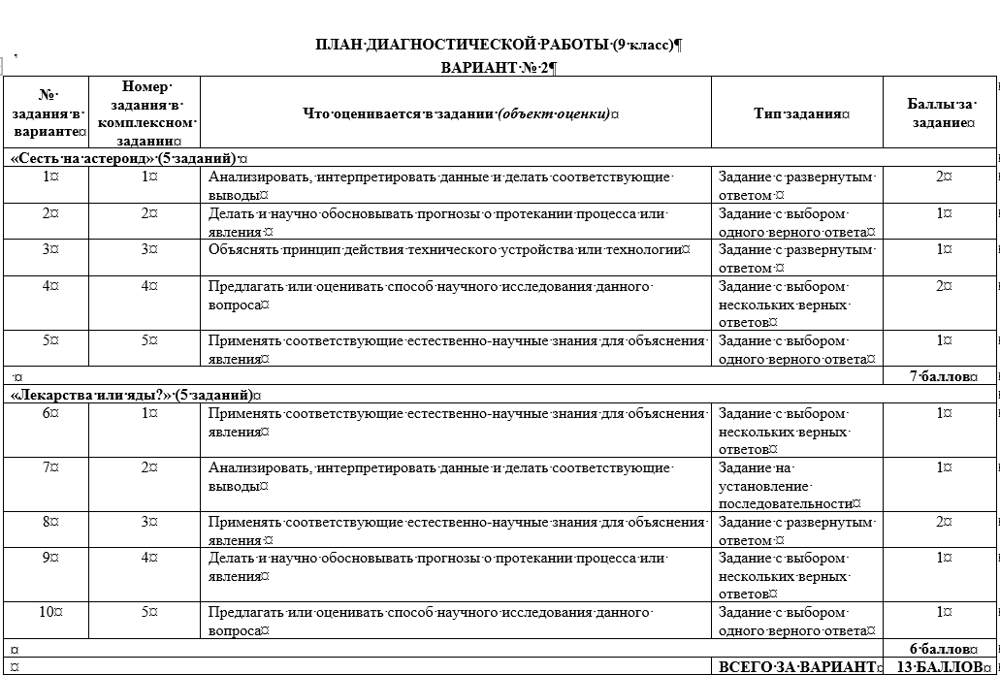 ПЛАН ДИАГНОСТИЧЕСКОЙ РАБОТЫ (9 класс)¶
ВАРИАНТ № 2¶
№ задания в варианте¤ Номер задания в комплексном задании¤ Что оценивается в задании (объект оценки)¤ Тип задания¤ Баллы за задание¤
«Сесть на астероид» (5 заданий) ¤
1¤ 1¤ Анализировать, интерпретировать данные и делать соответствующие выводы¤ Задание с развернутым ответом ¤ 2¤
2¤ 2¤ Делать и научно обосновывать прогнозы о протекании процесса или явления ¤ Задание с выбором одного верного ответа¤ 1¤
3¤ 3¤ Объяснять принцип действия технического устройства или технологии¤ Задание с развернутым ответом ¤ 1¤
4¤ 4¤ Предлагать или оценивать способ научного исследования данного вопроса¤ Задание с выбором нескольких верных ответов¤ 2¤
5¤ 5¤ Применять соответствующие естественно-научные знания для объяснения явления¤ Задание с выбором одного верного ответа¤ 1¤
¤ 7 баллов¤
«Лекарства или яды?» (5 заданий)¤
6¤ 1¤ Применять соответствующие естественно-научные знания для объяснения явления¤ Задание с выбором нескольких верных ответов¤ 1¤
7¤ 2¤ Анализировать, интерпретировать данные и делать соответствующие выводы¤ Задание на установление последовательности¤ 1¤
8¤ 3¤ Применять соответствующие естественно-научные знания для объяснения явления ¤ Задание с развернутым ответом ¤ 2¤
9¤ 4¤ Делать и научно обосновывать прогнозы о протекании процесса или явления¤ Задание с выбором нескольких верных ответов¤ 1¤
10¤ 5¤ Предлагать или оценивать способ научного исследования данного вопроса¤ Задание с выбором одного верного ответа¤ 1¤
¤ 6 баллов¤
¤ ВСЕГО ЗА ВАРИАНТ¤ 13 БАЛЛОВ¤